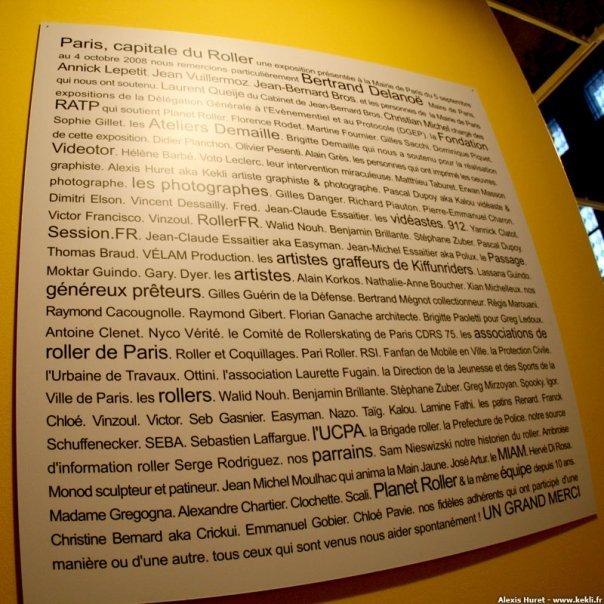 Paris, capitale du Roller une exposition présentée à la Mairie de Paris du 5 septembre
au 4 octobre 2008 nous remercions particulièrement Bertrand Delanoë Maire de Paris.
Annick Lepetit. Jean Vuillermoz. Jean-Bernard Bros. et les personnes de la Mairie de Paris
qui nous ont soutenu. Laurent Queije du Cabinet de Jean-Bernard Bros. Christian Michel chargé des
expositions de la Délégation Générale à l'Evènementiel et au Protocole (DGEP). la Fondation
RATP qui soutient Planet Roller. Florence Rodet. Martine Fournier. Gilles Sacchi. Dominique Piquet.
Sophie Gillet. les Ateliers Demaille. Brigitte Demaille qui nous a soutenu pour la réalisation
de cette exposition. Didier Planchon. Olivier Pesenti. Alain Grès. les personnes qui ont imprimé les oeuvres.
Videotor. Hélène Barbé. Voto Leclerc, leur intervention miraculeuse. Matthieu Taburet. Erwan Masson
graphiste. Alexis Huret aka Kekli artiste graphiste & photographe. Pascal Dupoy aka Kalou vidéaste &
photographe. les photographes. Gilles Danger. Richard Piauton. Pierre-Emmanuel Charon.
Dimitri Elson. Vincent Dessailly. Fred. Jean-Claude Essaitier. les vidéastes. 912. Yannick Clatot.
Victor Francisco. Vinzoul. RollerFR. Walid Nouh. Benjamin Brillante. Stéphane Zuber. Pascal Dupoy.
Session.FR. Jean-Claude Essaitier aka Easyman. Jean-Michel Essaitier aka Polux. le Passage.
Thomas Braud. VÉLAM Production. les artistes graffeurs de Kiffunriders. Lassana Guindo.
Moktar Guindo. Gary. Dyer. les artistes. Alain Korkos. Nathalie-Anne Boucher. Xian Michelleux. nos
généreux prêteurs. Gilles Guérin de la Défense. Bertrand Mègnot collectionneur. Régis Marouani.
Raymond Cacougnolle. Raymond Gibert. Florian Ganache architecte. Brigitte Paoletti pour Greg Ledoux.
Antoine Clenet. Nyco Vérité. le Comité de Rollerskating de Paris CDRS 75. les associations de
roller de Paris. Roller et Coquillages. Pari Roller. RSI. Fanfan de Mobile en Ville. la Protection Civile.
l'Urbaine de Travaux. Ottini. l'association Laurette Fugain. la Direction de la Jeunesse et des Sports de la
Ville de Paris. les rollers. Walid Nouh. Benjamin Brillante. Stéphane Zuber. Greg Mirzoyan. Spooky. Igor.
Chloé. Vinzoul. Victor. Seb Gasnier. Easyman. Nazo. Taïg. Kalou. Lamine Fathi. les patins Renard. Franck
Schuffenecker. SEBA. Sebastien Laffargue. l'UCPA. la Brigade roller. la Prefecture de Police. notre source
d'information roller Serge Rodriguez. nos parrains. Sam Nieswizski notre historien du roller. Ambroise
Monod sculpteur et patineur. Jean Michel Moulhac qui anima la Main Jaune. José Artur. le MIAM. Hervé Di Rosa.
Madame Gregogna. Alexandre Chartier. Clochette. Scali. Planet Roller & la même équipe depuis 10 ans.
Christine Bernard aka Crickui. Emmanuel Gobier. Chloé Pavie. nos fidèles adhérents qui ont participé d'une
manière ou d'une autre. tous ceux qui sont venus nous aider spontanément ! UN GRAND MERCI
Alexis Huret - www.kekli.fr